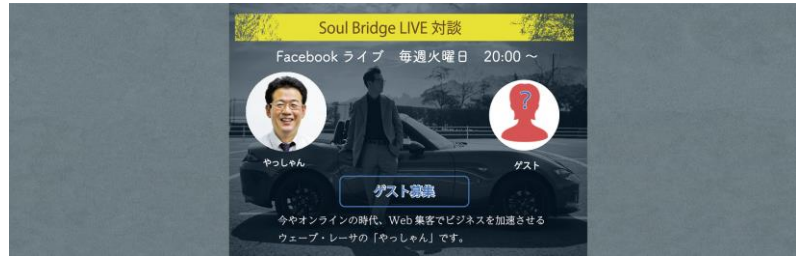 Soul Bridge LIVE 対談
Facebook ライブ 毎週火曜日 20:00 ~
?
やっしゃん
ゲスト
ゲスト募集
今やオンラインの時代、Web 集客でビジネスを加速させる
ウェーブ・レーサの「やっしゃん」です。